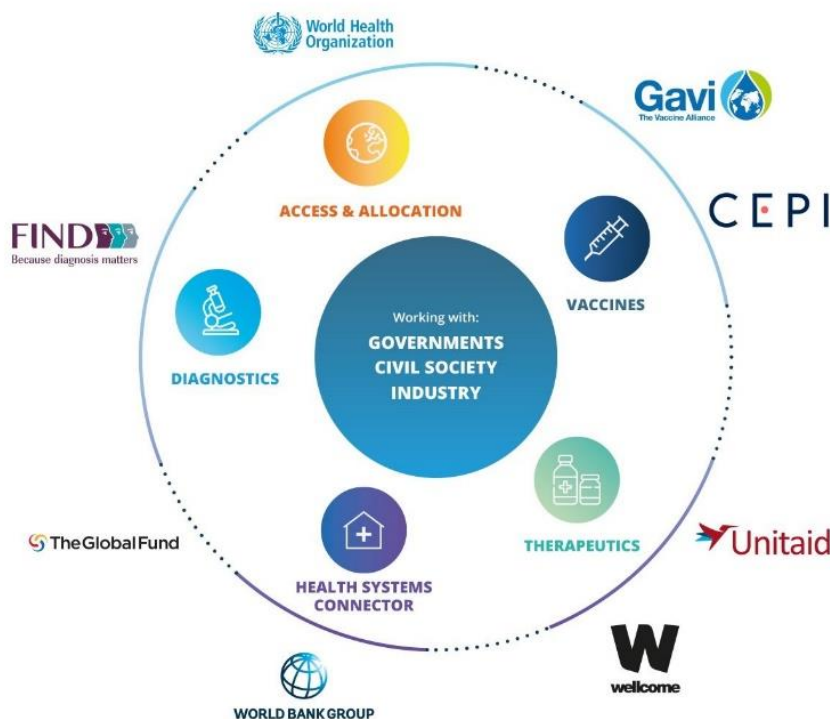 World Health
Organization
Gavi
The Vaccine Alliance
ACCESS & ALLOCATION
CEPI
FIND
Because diagnosis matters
VACCINES
Working with:
GOVERNMENTS
CIVIL SOCIETY
INDUSTRY
DIAGNOSTICS
TheGlobalFund
THERAPEUTICS
Unitaid
HEALTH SYSTEMS
CONNECTOR
W
wellcome
WORLD BANK GROUP